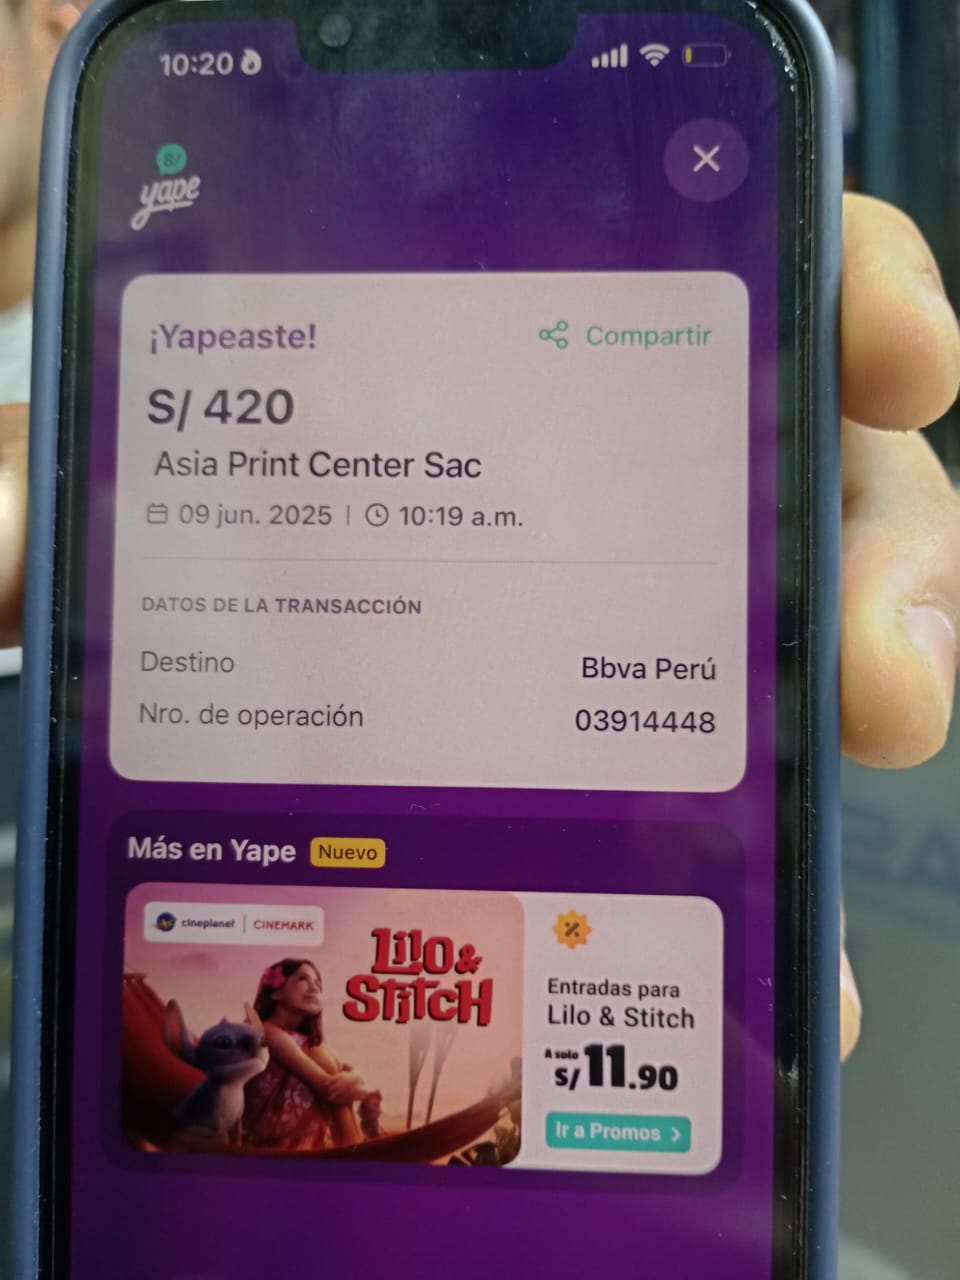 10:20
S/
yape
¡Yapeaste!
Compartir
S/ 420
Asia Print Center Sac
09 jun. 2025 | 10:19 a.m.
DATOS DE LA TRANSACCIÓN
Destino Bbva Perú
Nro. de operación 03914448
Más en Yape Nuevo
cineplanet | CINEMARK
Lilo & Stitch
Entradas para
Lilo & Stitch
A solo
S/ 11.90
Ir a Promos >